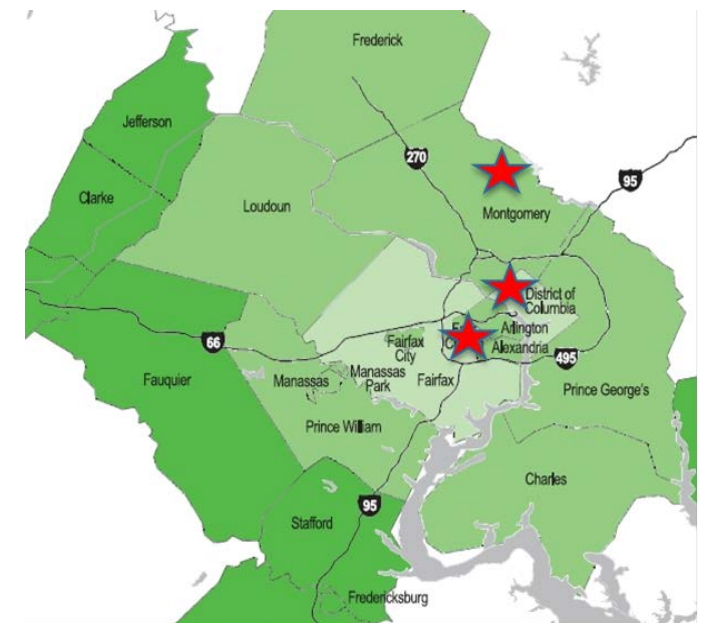 Frederick
Jefferson
270
95
Clarke
Montgomery
Loudoun
District of
Columbia
Arlington
Fairfax
City
Alexandria
66
495
Manassas
Park
Fauquier
Manassas
Fairfax
Prince George's
Prince William
Charles
95
Stafford
Fredericksburg